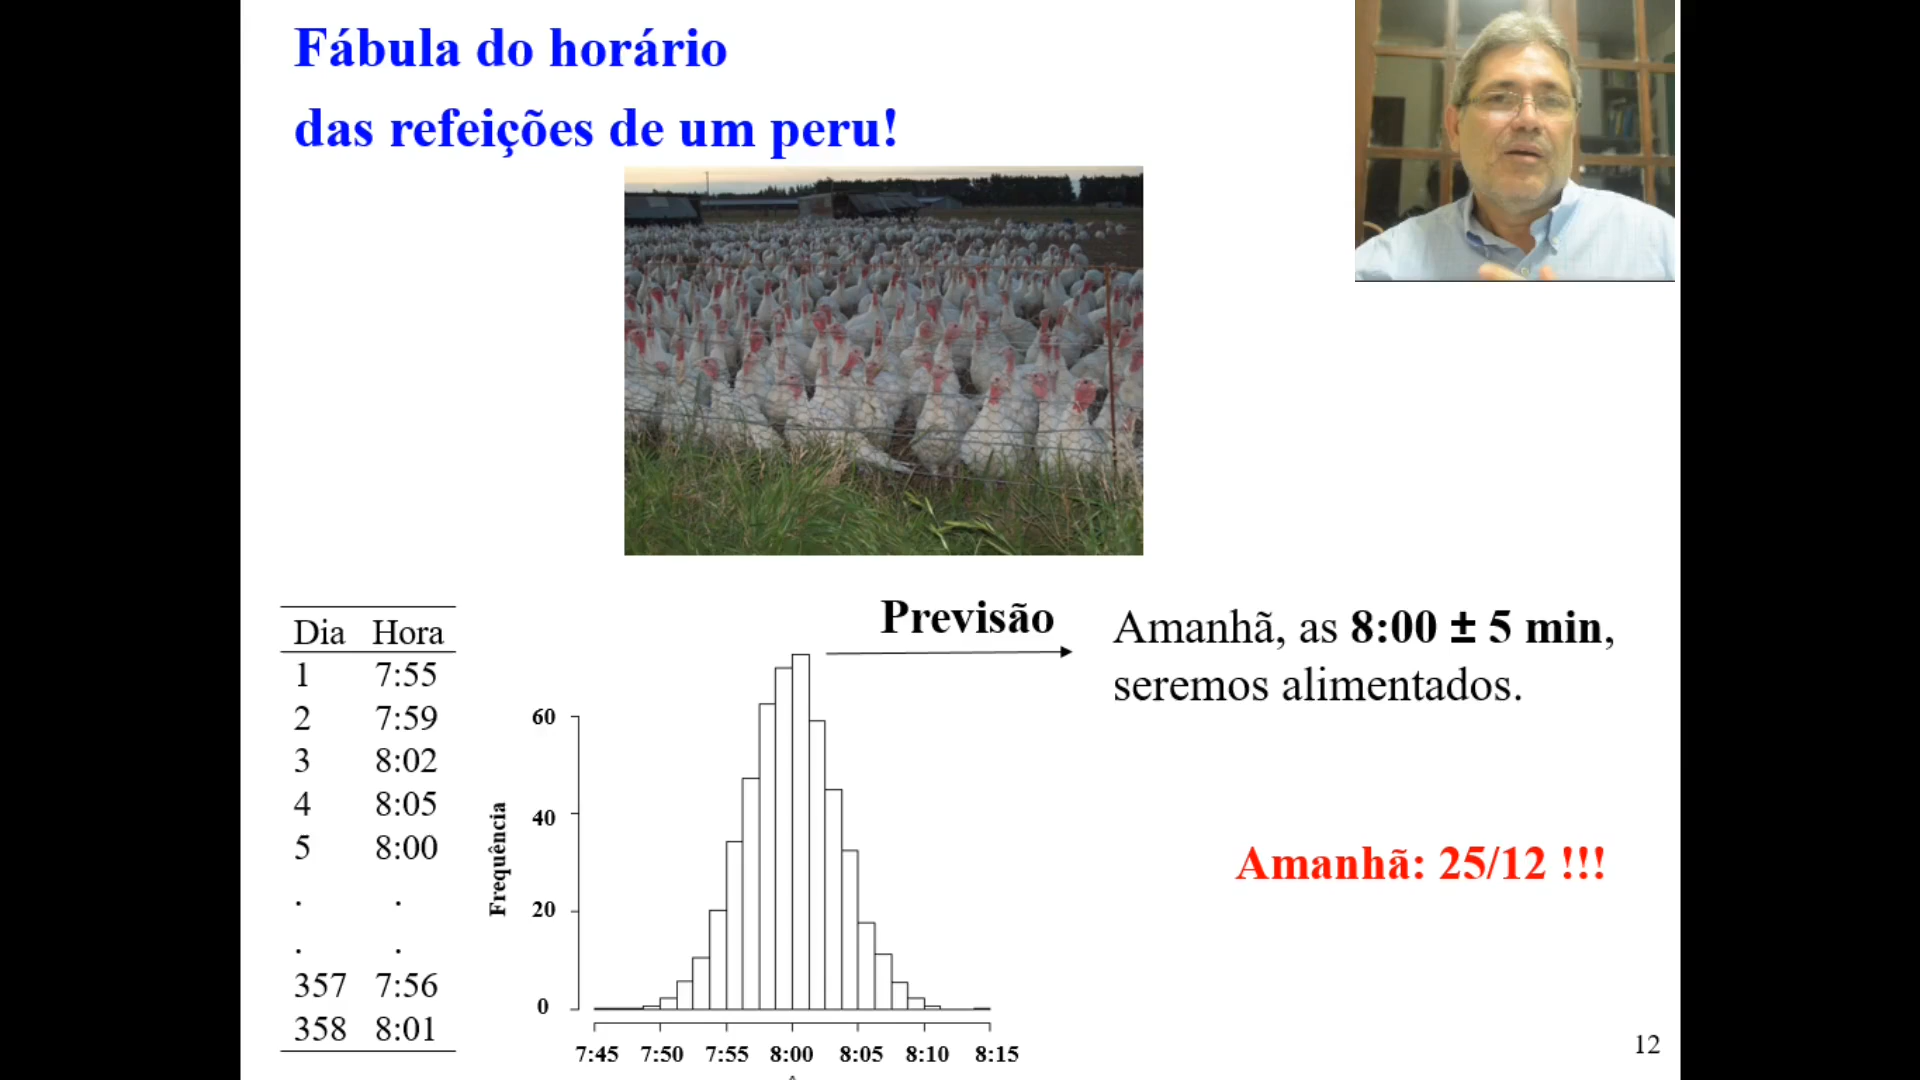 Fábula do horário
das refeições de um peru!
Dia Hora
1 7:55
2 7:59
3 8:02
4 8:05
5 8:00
. .
. .
357 7:56
358 8:01
Frequência
60
40
20
0
7:45 7:50 7:55 8:00 8:05 8:10 8:15
Previsão
Amanhã, as 8:00 ± 5 min,
seremos alimentados.
Amanhã: 25/12 !!!
12